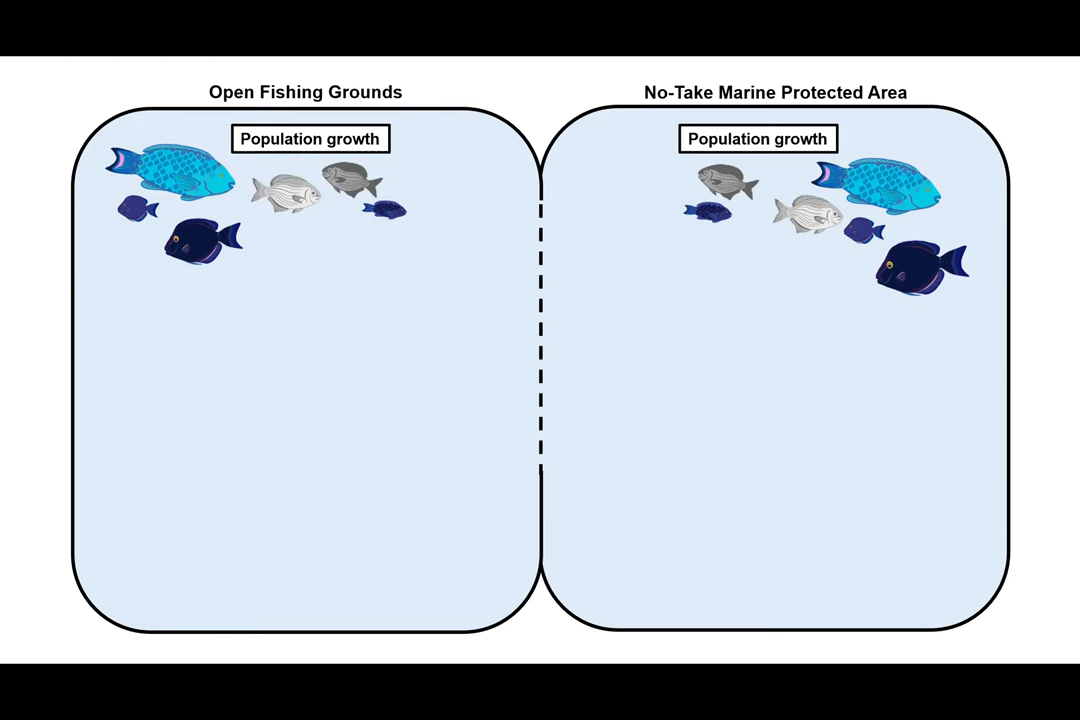 Open Fishing Grounds
No-Take Marine Protected Area
Population growth
Population growth